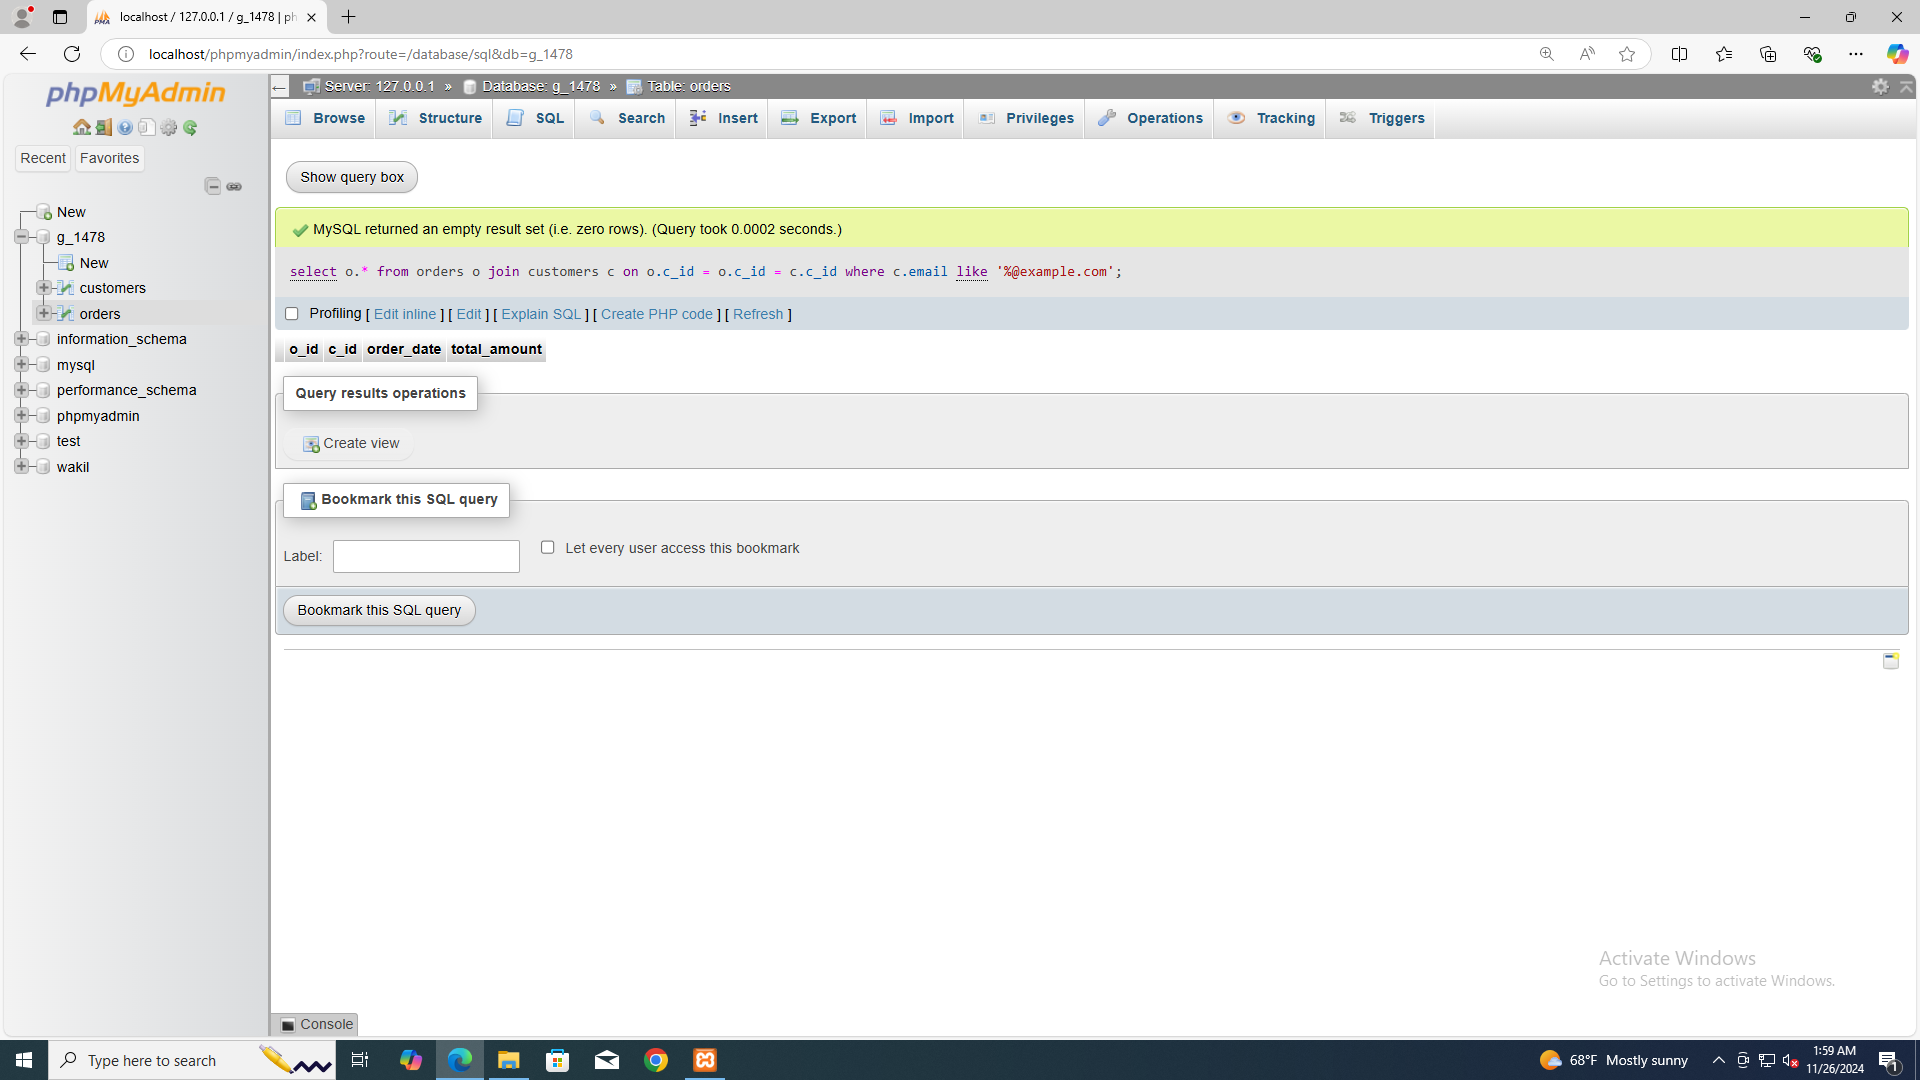 localhost / 127.0.0.1 / g_1478 | ph
localhost/phpmyadmin/index.php?route=/database/sql&db=g_1478
phpMyAdmin
Recent Favorites
New
g_1478
New
customers
orders
information_schema
mysql
performance_schema
phpmyadmin
test
wakil
Server: 127.0.0.1 » Database: g_1478 » Table: orders
Browse Structure SQL Search Insert Export Import Privileges Operations Tracking Triggers
Show query box
MySQL returned an empty result set (i.e. zero rows). (Query took 0.0002 seconds.)
select o.* from orders o join customers c on o.c_id = o.c_id = c.c_id where c.email like '%@example.com';
Profiling [ Edit inline ] [ Edit ] [ Explain SQL ] [ Create PHP code ] [ Refresh ]
o_id c_id order_date total_amount
Query results operations
Create view
Bookmark this SQL query
Label:
Let every user access this bookmark
Bookmark this SQL query
Activate Windows
Go to Settings to activate Windows.
Console
Type here to search
68°F Mostly sunny
1:59 AM
11/26/2024
1